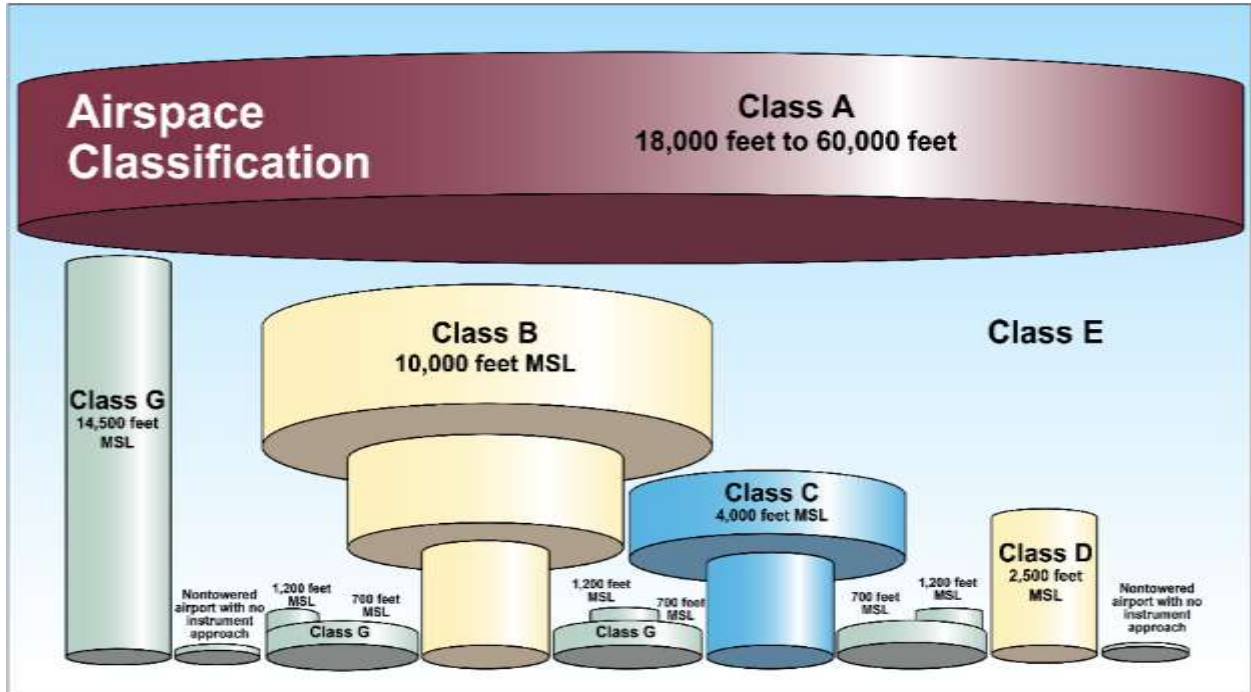 Airspace
Classification
Class A
18,000 feet to 60,000 feet
Class B
10,000 feet MSL
Class E
Class G
14,500 feet
MSL
Class C
4,000 feet MSL
Class D
2,500 feet
MSL
Nontowered
airport with no
instrument
approach
1,200 feet
MSL
700 feet
MSL
Class G
1,200 feet
MSL
700 feet
MSL
Class G
700 feet
MSL
1,200 feet
MSL
Nontowered
airport with no
instrument
approach